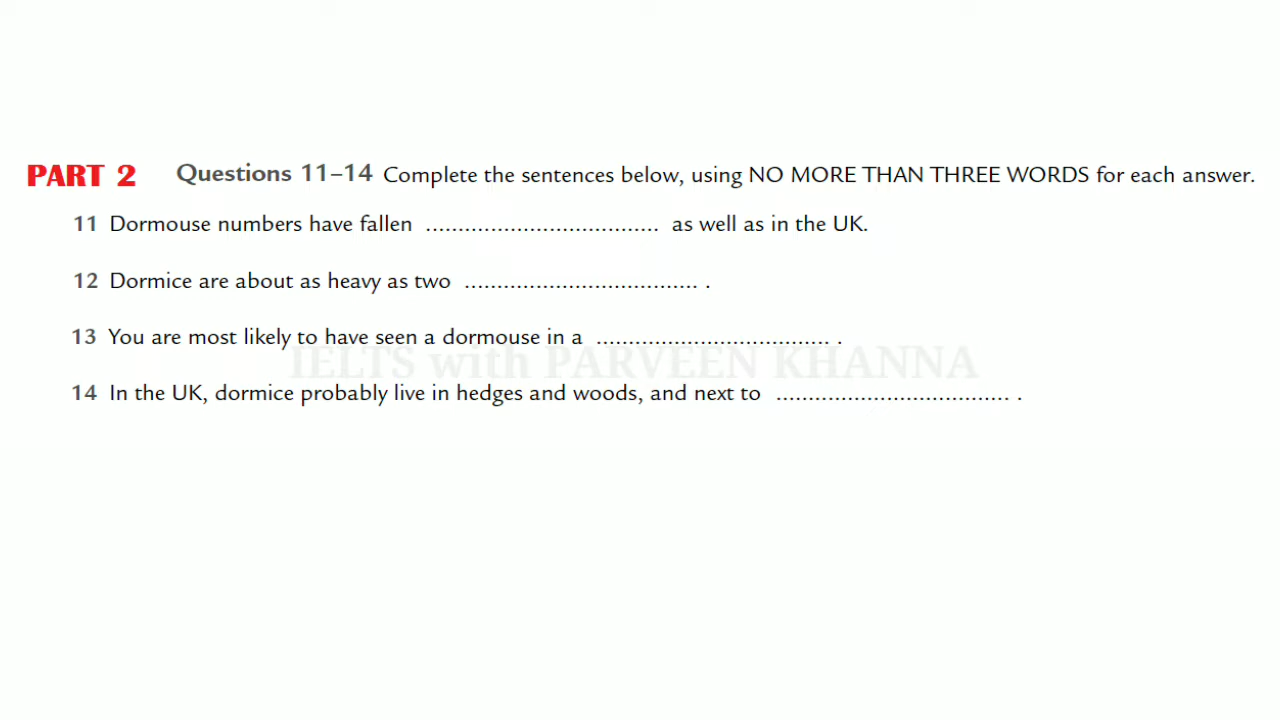 PART 2 Questions 11–14 Complete the sentences below, using NO MORE THAN THREE WORDS for each answer.
11 Dormouse numbers have fallen .................................... as well as in the UK.
12 Dormice are about as heavy as two .................................... .
13 You are most likely to have seen a dormouse in a .................................... .
IELTS with PARVEEN KHANNA
14 In the UK, dormice probably live in hedges and woods, and next to .................................... .